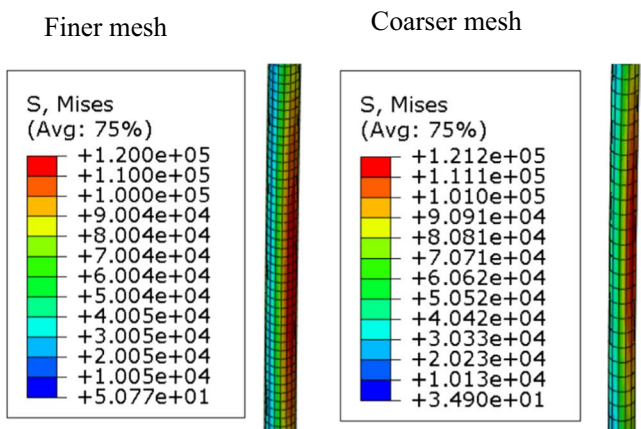 Finer mesh
Coarser mesh
S, Mises
(Avg: 75%)
+1.200e+05
+1.100e+05
+1.000e+05
+9.004e+04
+8.004e+04
+7.004e+04
+6.004e+04
+5.004e+04
+4.005e+04
+3.005e+04
+2.005e+04
+1.005e+04
+5.077e+01
S, Mises
(Avg: 75%)
+1.212e+05
+1.111e+05
+1.010e+05
+9.091e+04
+8.081e+04
+7.071e+04
+6.062e+04
+5.052e+04
+4.042e+04
+3.033e+04
+2.023e+04
+1.013e+04
+3.490e+01